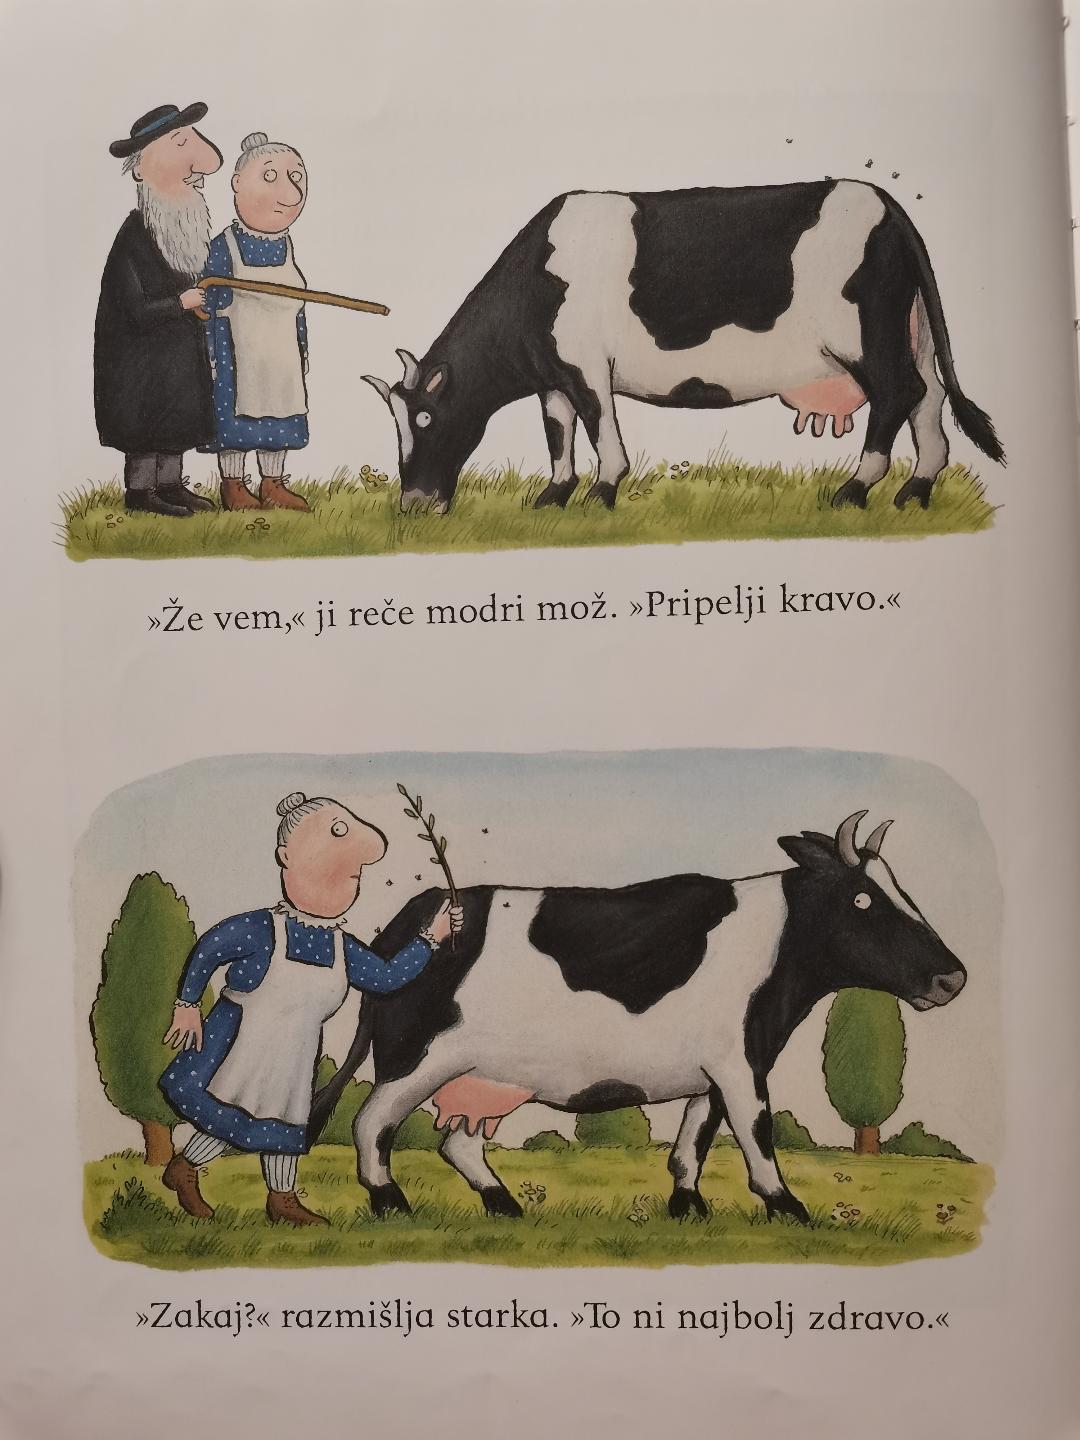 »Že vem,« ji reče modri mož. »Pripelji kravo.«
»Zakaj?« razmišlja starka. »To ni najbolj zdravo.«